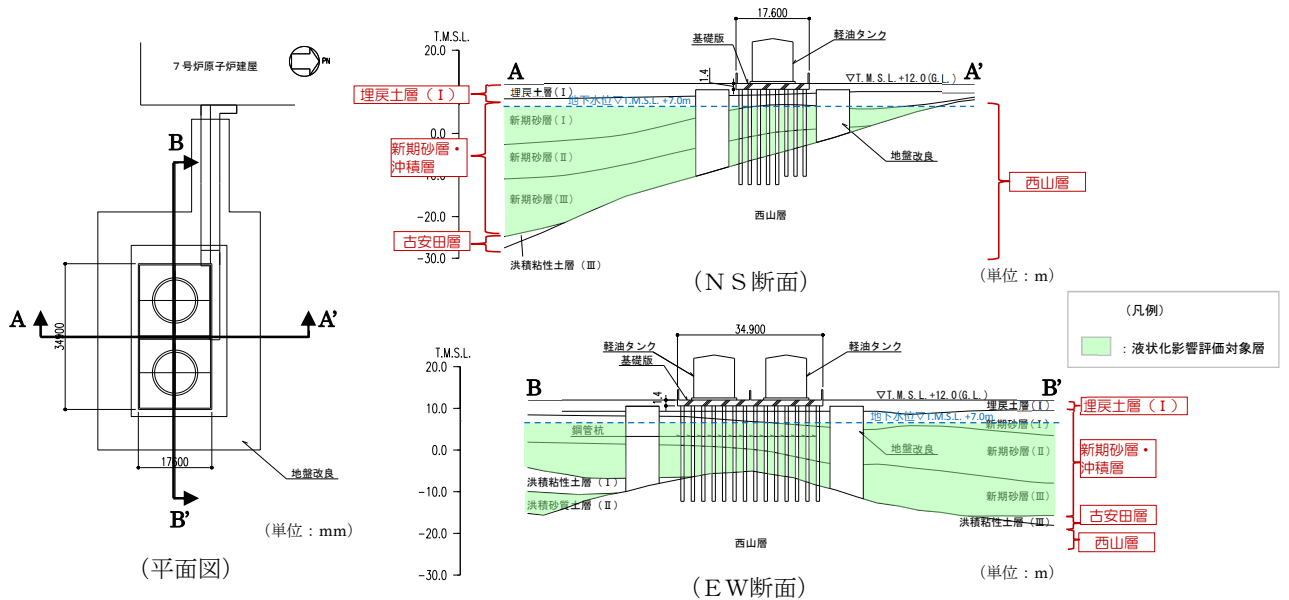 ７号炉原子炉建屋
PN
B
A
A'
34900
17600
B'
地盤改良
(単位：mm)
(平面図)
T.M.S.L.
20.0
0.0
-10.0
-20.0
-30.0
17.600
基礎版
軽油タンク
1.4
A
A'
▽T.M.S.L.+12.0(G.L.)
埋戻土層（Ⅰ）
埋戻土層(Ⅰ)
地下水位▽T.M.S.L. +7.0m
新期砂層・
沖積層
新期砂層(Ⅰ)
新期砂層(Ⅱ)
新期砂層(Ⅲ)
地盤改良
西山層
西山層
古安田層
洪積粘性土層(Ⅲ)
(ＮＳ断面)
(単位：m)
(凡例)
：液状化影響評価対象層
T.M.S.L.
20.0
10.0
0.0
-10.0
-20.0
-30.0
34.900
軽油タンク
基礎版
軽油タンク
1.4
B
B'
▽T.M.S.L.+12.0(G.L.)
埋戻土層(Ⅰ)
埋戻土層（Ⅰ）
地下水位▽T.M.S.L. +7.0m
新期砂層(Ⅰ)
鋼管杭
地盤改良
新期砂層(Ⅱ)
新期砂層・
沖積層
洪積粘性土層(Ⅰ)
洪積砂質土層(Ⅱ)
新期砂層(Ⅲ)
洪積粘性土層(Ⅲ)
古安田層
西山層
西山層
(ＥＷ断面)
(単位：m)